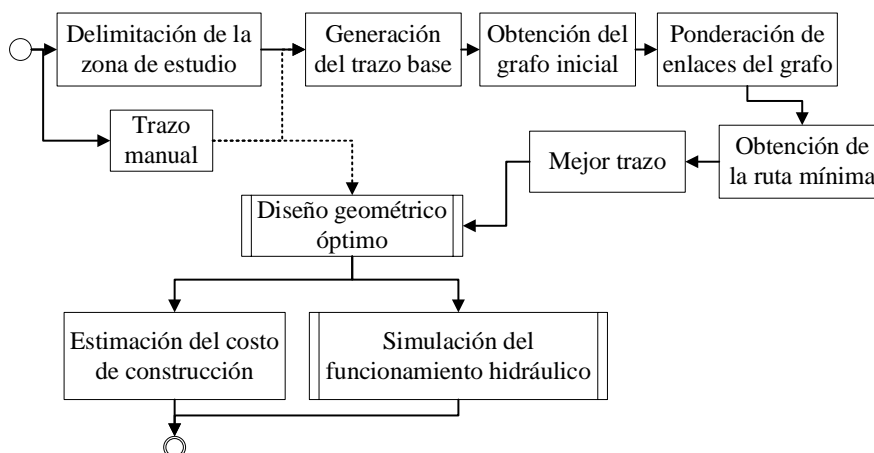 Delimitación de la
zona de estudio
Generación
del trazo base
Obtención del
grafo inicial
Ponderación de
enlaces del grafo
Trazo
manual
Mejor trazo
Obtención de
la ruta mínima
Diseño geométrico
óptimo
Estimación del costo
de construcción
Simulación del
funcionamiento hidráulico